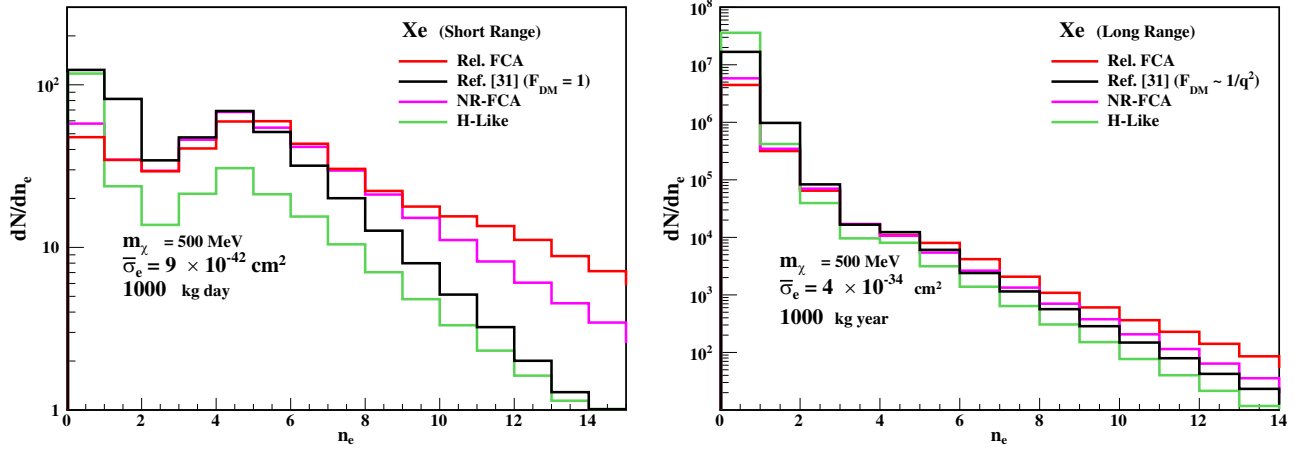 Xe (Short Range)
Rel. FCA
Ref. [31] (F_DM = 1)
NR-FCA
H-Like
m_χ = 500 MeV
σ̅_e = 9 × 10^-42 cm²
1000 kg day
dN/dn_e
10²
10
1
0 2 4 6 8 10 12 14
n_e
Xe (Long Range)
Rel. FCA
Ref. [31] (F_DM ~ 1/q²)
NR-FCA
H-Like
m_χ = 500 MeV
σ̅_e = 4 × 10^-34 cm²
1000 kg year
dN/dn_e
10⁸
10⁷
10⁶
10⁵
10⁴
10³
10²
0 2 4 6 8 10 12 14
n_e